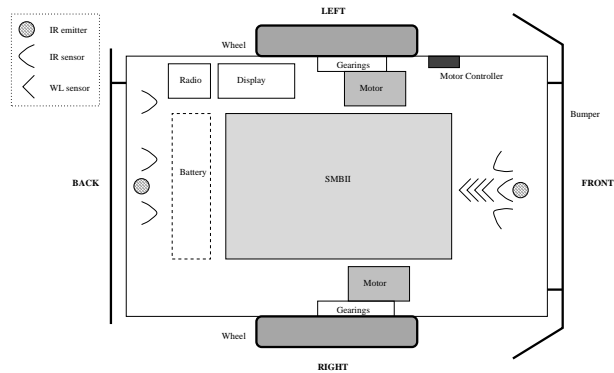 LEFT
IR emitter
IR sensor
WL sensor
Wheel
Gearings
Motor
Radio
Display
Motor Controller
Bumper
Battery
SMBII
BACK
FRONT
Motor
Gearings
Wheel
RIGHT